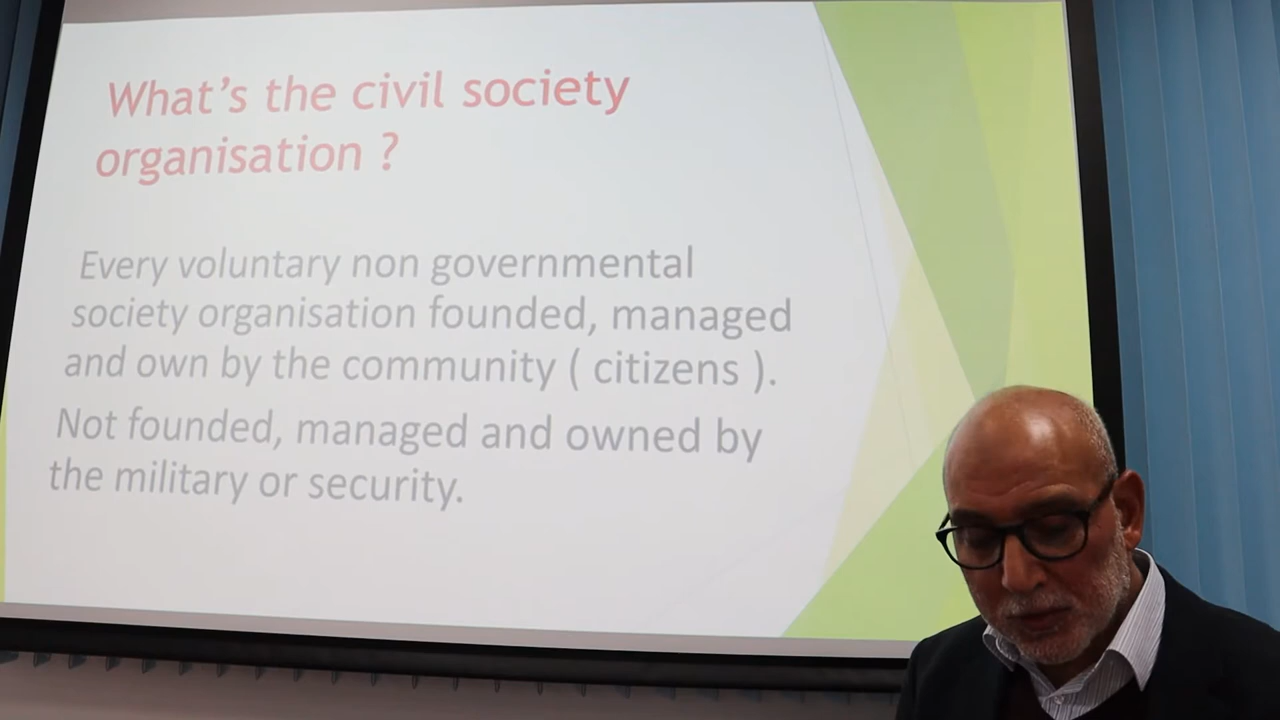 What's the civil society
organisation ?
Every voluntary non governmental
society organisation founded, managed
and own by the community ( citizens ).
Not founded, managed and owned by
the military or security.